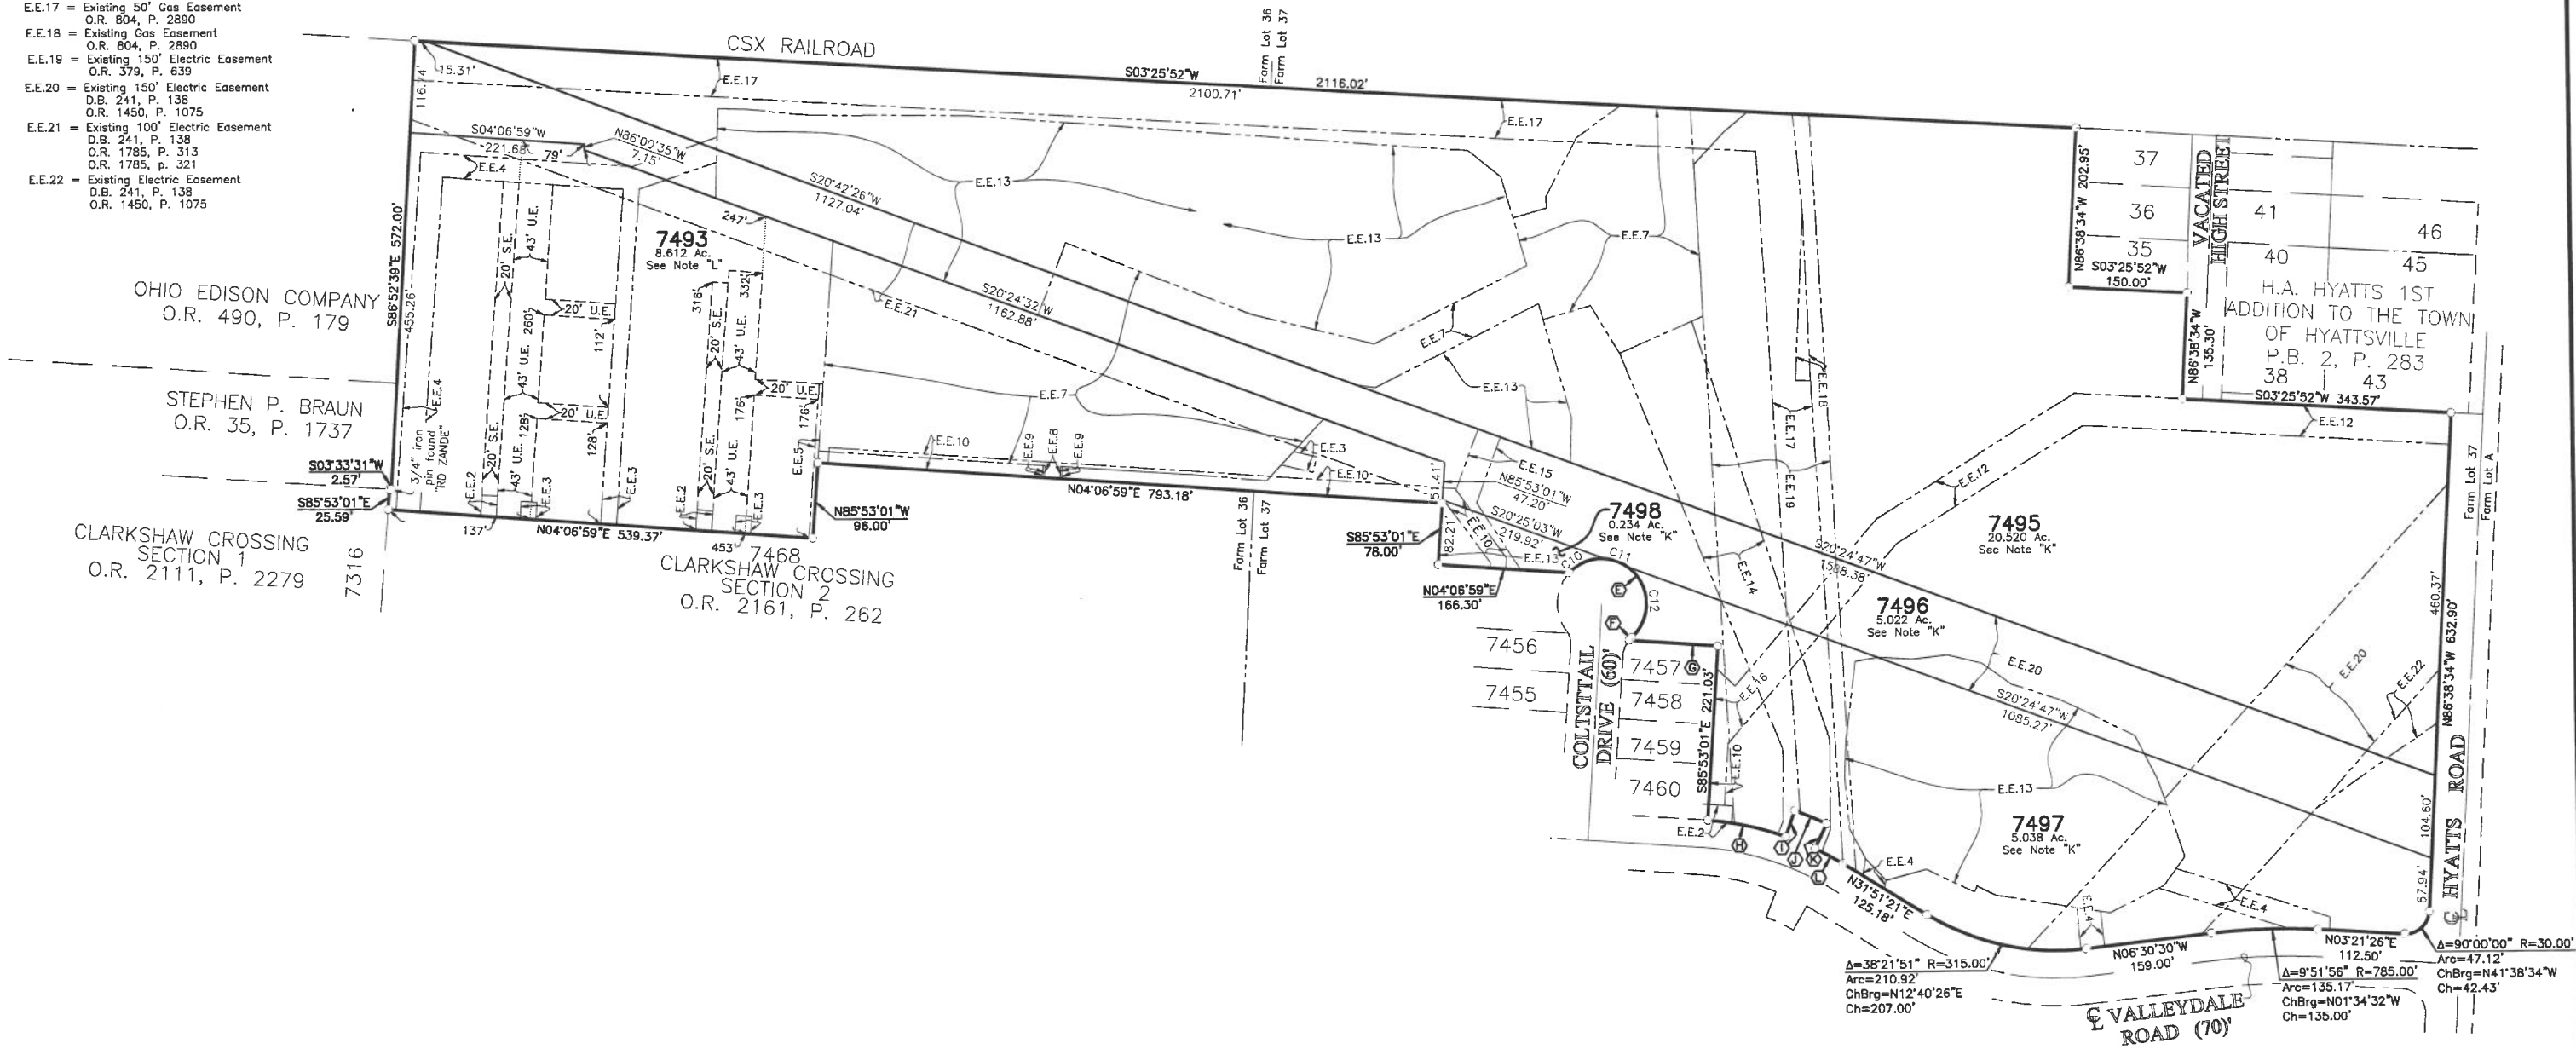 E.E.17 = Existing 50' Gas Easement
O.R. 804, P. 2890
E.E.18 = Existing Gas Easement
O.R. 804, P. 2890
E.E.19 = Existing 150' Electric Easement
O.R. 379, P. 639
E.E.20 = Existing 150' Electric Easement
D.B. 241, P. 138
O.R. 1450, P. 1075
E.E.21 = Existing 100' Electric Easement
D.B. 241, P. 138
O.R. 1785, P. 313
O.R. 1785, p. 321
E.E.22 = Existing Electric Easement
D.B. 241, P. 138
O.R. 1450, P. 1075
CSX RAILROAD
S03°25'52"W
2116.02'
2100.71'
Farm Lot 36
Farm Lot 37
15.31'
116.74'
E.E.17
E.E.17
S04°06'59"W
221.68'
79'
N86°00'35"W
7.15'
E.E.4
S20°42'26"W
1127.04'
E.E.13
E.E.13
E.E.7
247'
7493
8.612 Ac.
See Note "L"
S86°52'39"E 572.00'
455.26'
OHIO EDISON COMPANY
O.R. 490, P. 179
STEPHEN P. BRAUN
O.R. 35, P. 1737
20' S.E.
43' U.E.
20' U.E.
260'
112'
43' U.E.
20' U.E.
128'
128'
20' S.E.
43' U.E.
316'
332'
20' S.E.
43' U.E.
176'
20' U.E.
176'
20' S.E.
43' U.E.
E.E.4
3/4" iron
pin found
"RD ZANDE"
S03°33'31"W
2.57'
S85°53'01"E
25.59'
E.E.2
E.E.3
E.E.3
E.E.2
E.E.3
E.E.5
137'
N04°06'59"E 539.37'
453'
N85°53'01"W
96.00'
CLARKSHAW CROSSING
SECTION 1
O.R. 2111, P. 2279
7316
7468
CLARKSHAW CROSSING
SECTION 2
O.R. 2161, P. 262
E.E.21
S20°24'32"W
1162.88'
E.E.7
E.E.7
E.E.13
E.E.10
E.E.9
E.E.8
E.E.9
E.E.3
E.E.10
N04°06'59"E 793.18'
Farm Lot 36
Farm Lot 37
51.41'
E.E.15
N85°53'01"W
47.20'
S20°25'03"W
219.92'
7498
0.234 Ac.
See Note "K"
S85°53'01"E
78.00'
82.21'
E.E.10
E.E.13
C10
C11
C12
N04°06'59"E
166.30'
E
F
G
7456
7455
COLTSTTAIL
DRIVE (60)'
7457
7458
7459
7460
S85°53'01"E 221.03'
E.E.16
E.E.10
E.E.2
H
I
J
K
L
E.E.14
E.E.17
E.E.18
E.E.19
S20°24'47"W
1588.38'
7495
20.520 Ac.
See Note "K"
7496
5.022 Ac.
See Note "K"
E.E.20
S20°24'47"W
1085.27'
E.E.13
7497
5.038 Ac.
See Note "K"
E.E.4
E.E.4
E.E.4
E.E.12
E.E.12
E.E.20
E.E.22
N86°38'34"W 202.95'
37
36
35
VACATED
HIGH STREET
41
40
46
45
S03°25'52"W
150.00'
N86°38'34"W
135.30'
H.A. HYATTS 1ST
ADDITION TO THE TOWN
OF HYATTSVILLE
P.B. 2, P. 283
38
43
S03°25'52"W 343.57'
Farm Lot 37
Farm Lot A
460.37'
N86°38'34"W 632.90'
104.60'
67.94'
℄ HYATTS ROAD
N31°51'21"E
125.18'
Δ=38°21'51" R=315.00'
Arc=210.92'
ChBrg=N12°40'26"E
Ch=207.00'
N06°30'30"W
159.00'
℄ VALLEYDALE
ROAD (70)'
Δ=9°51'56" R=785.00'
Arc=135.17'
ChBrg=N01°34'32"W
Ch=135.00'
N03°21'26"E
112.50'
Δ=90°00'00" R=30.00'
Arc=47.12'
ChBrg=N41°38'34"W
Ch=42.43'